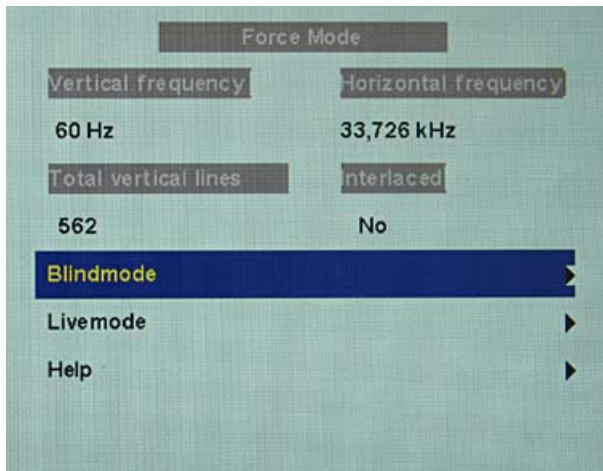 Force Mode
Vertical frequency Horizontal frequency
60 Hz 33,726 kHz
Total vertical lines Interlaced
562 No
Blindmode
Livemode
Help